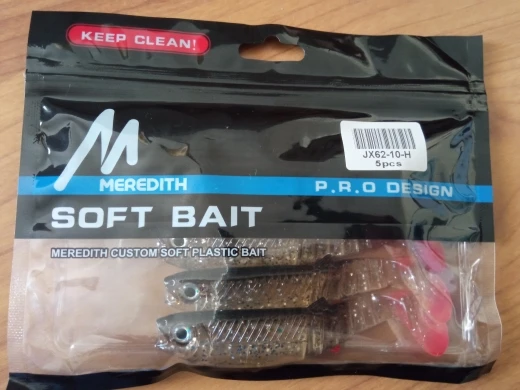 KEEP CLEAN!
JX62-10-H
5pcs
MEREDITH
P.R.O DESIGN
SOFT BAIT
MEREDITH CUSTOM SOFT PLASTIC BAIT